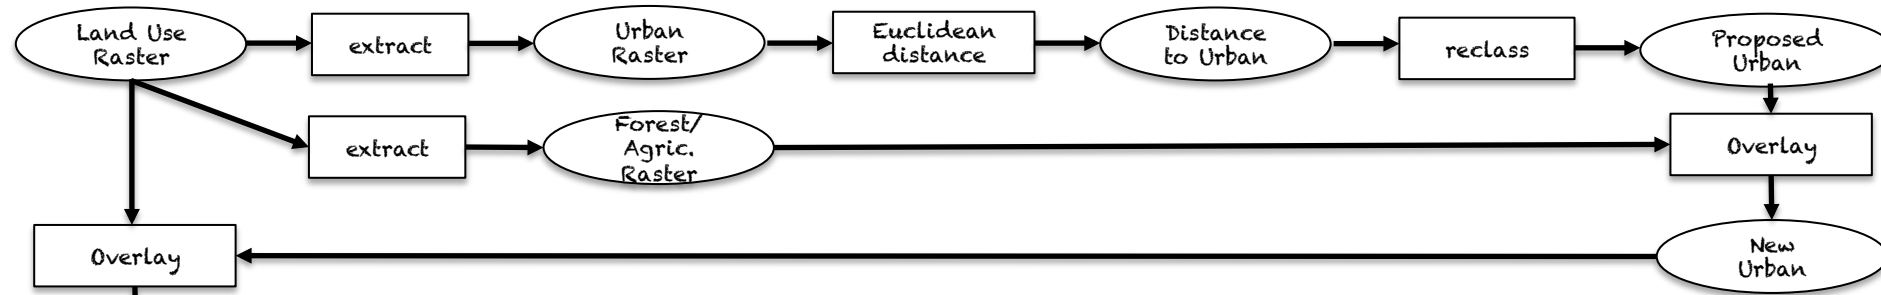 Land Use
Raster
extract
Urban
Raster
Euclidean
distance
Distance
to Urban
reclass
Proposed
Urban
extract
Forest/
Agric.
Raster
Overlay
Overlay
New
Urban